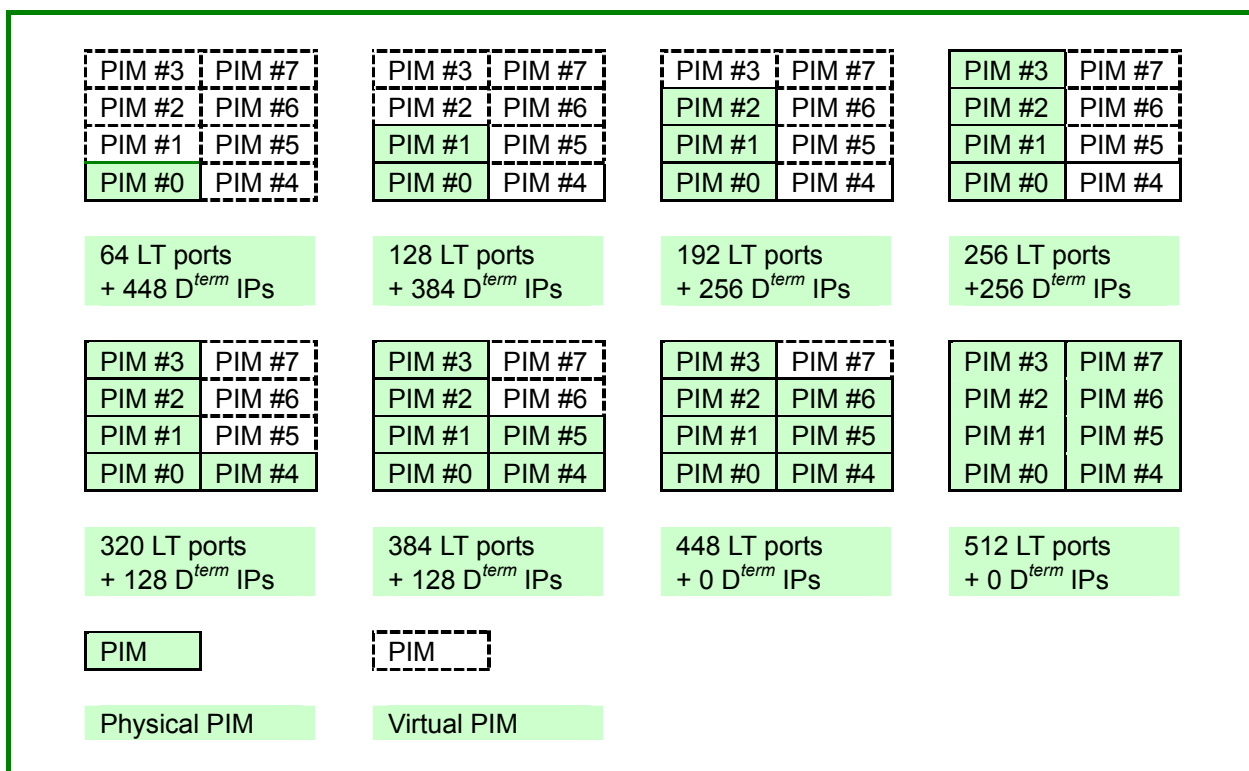 PIM #3 PIM #7 PIM #3 PIM #7 PIM #3 PIM #7 PIM #3 PIM #7
PIM #2 PIM #6 PIM #2 PIM #6 PIM #2 PIM #6 PIM #2 PIM #6
PIM #1 PIM #5 PIM #1 PIM #5 PIM #1 PIM #5 PIM #1 PIM #5
PIM #0 PIM #4 PIM #0 PIM #4 PIM #0 PIM #4 PIM #0 PIM #4
64 LT ports 128 LT ports 192 LT ports 256 LT ports
+ 448 Dterm IPs + 384 Dterm IPs + 256 Dterm IPs +256 Dterm IPs
PIM #3 PIM #7 PIM #3 PIM #7 PIM #3 PIM #7 PIM #3 PIM #7
PIM #2 PIM #6 PIM #2 PIM #6 PIM #2 PIM #6 PIM #2 PIM #6
PIM #1 PIM #5 PIM #1 PIM #5 PIM #1 PIM #5 PIM #1 PIM #5
PIM #0 PIM #4 PIM #0 PIM #4 PIM #0 PIM #4 PIM #0 PIM #4
320 LT ports 384 LT ports 448 LT ports 512 LT ports
+ 128 Dterm IPs + 128 Dterm IPs + 0 Dterm IPs + 0 Dterm IPs
PIM PIM
Physical PIM Virtual PIM